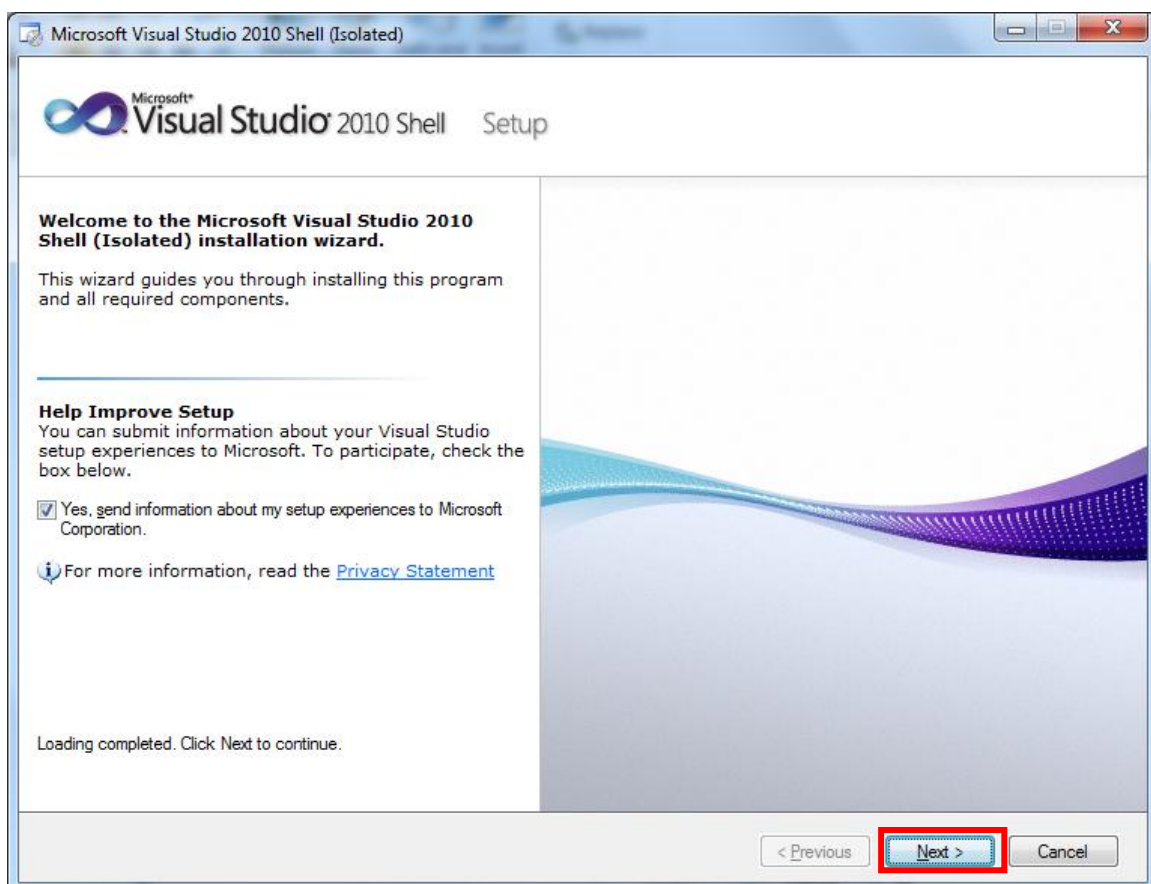 Microsoft Visual Studio 2010 Shell (Isolated)
Microsoft®
Visual Studio® 2010 Shell Setup
Welcome to the Microsoft Visual Studio 2010
Shell (Isolated) installation wizard.
This wizard guides you through installing this program
and all required components.
Help Improve Setup
You can submit information about your Visual Studio
setup experiences to Microsoft. To participate, check the
box below.
Yes, send information about my setup experiences to Microsoft
Corporation.
For more information, read the Privacy Statement
Loading completed. Click Next to continue.
< Previous
Next >
Cancel